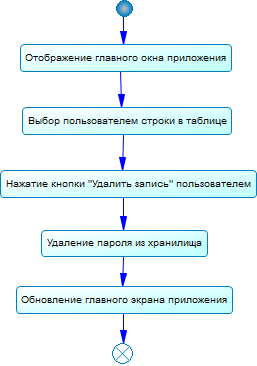 Отображение главного окна приложения
Выбор пользователем строки в таблице
Нажатие кнопки "Удалить запись" пользователем
Удаление пароля из хранилища
Обновление главного экрана приложения